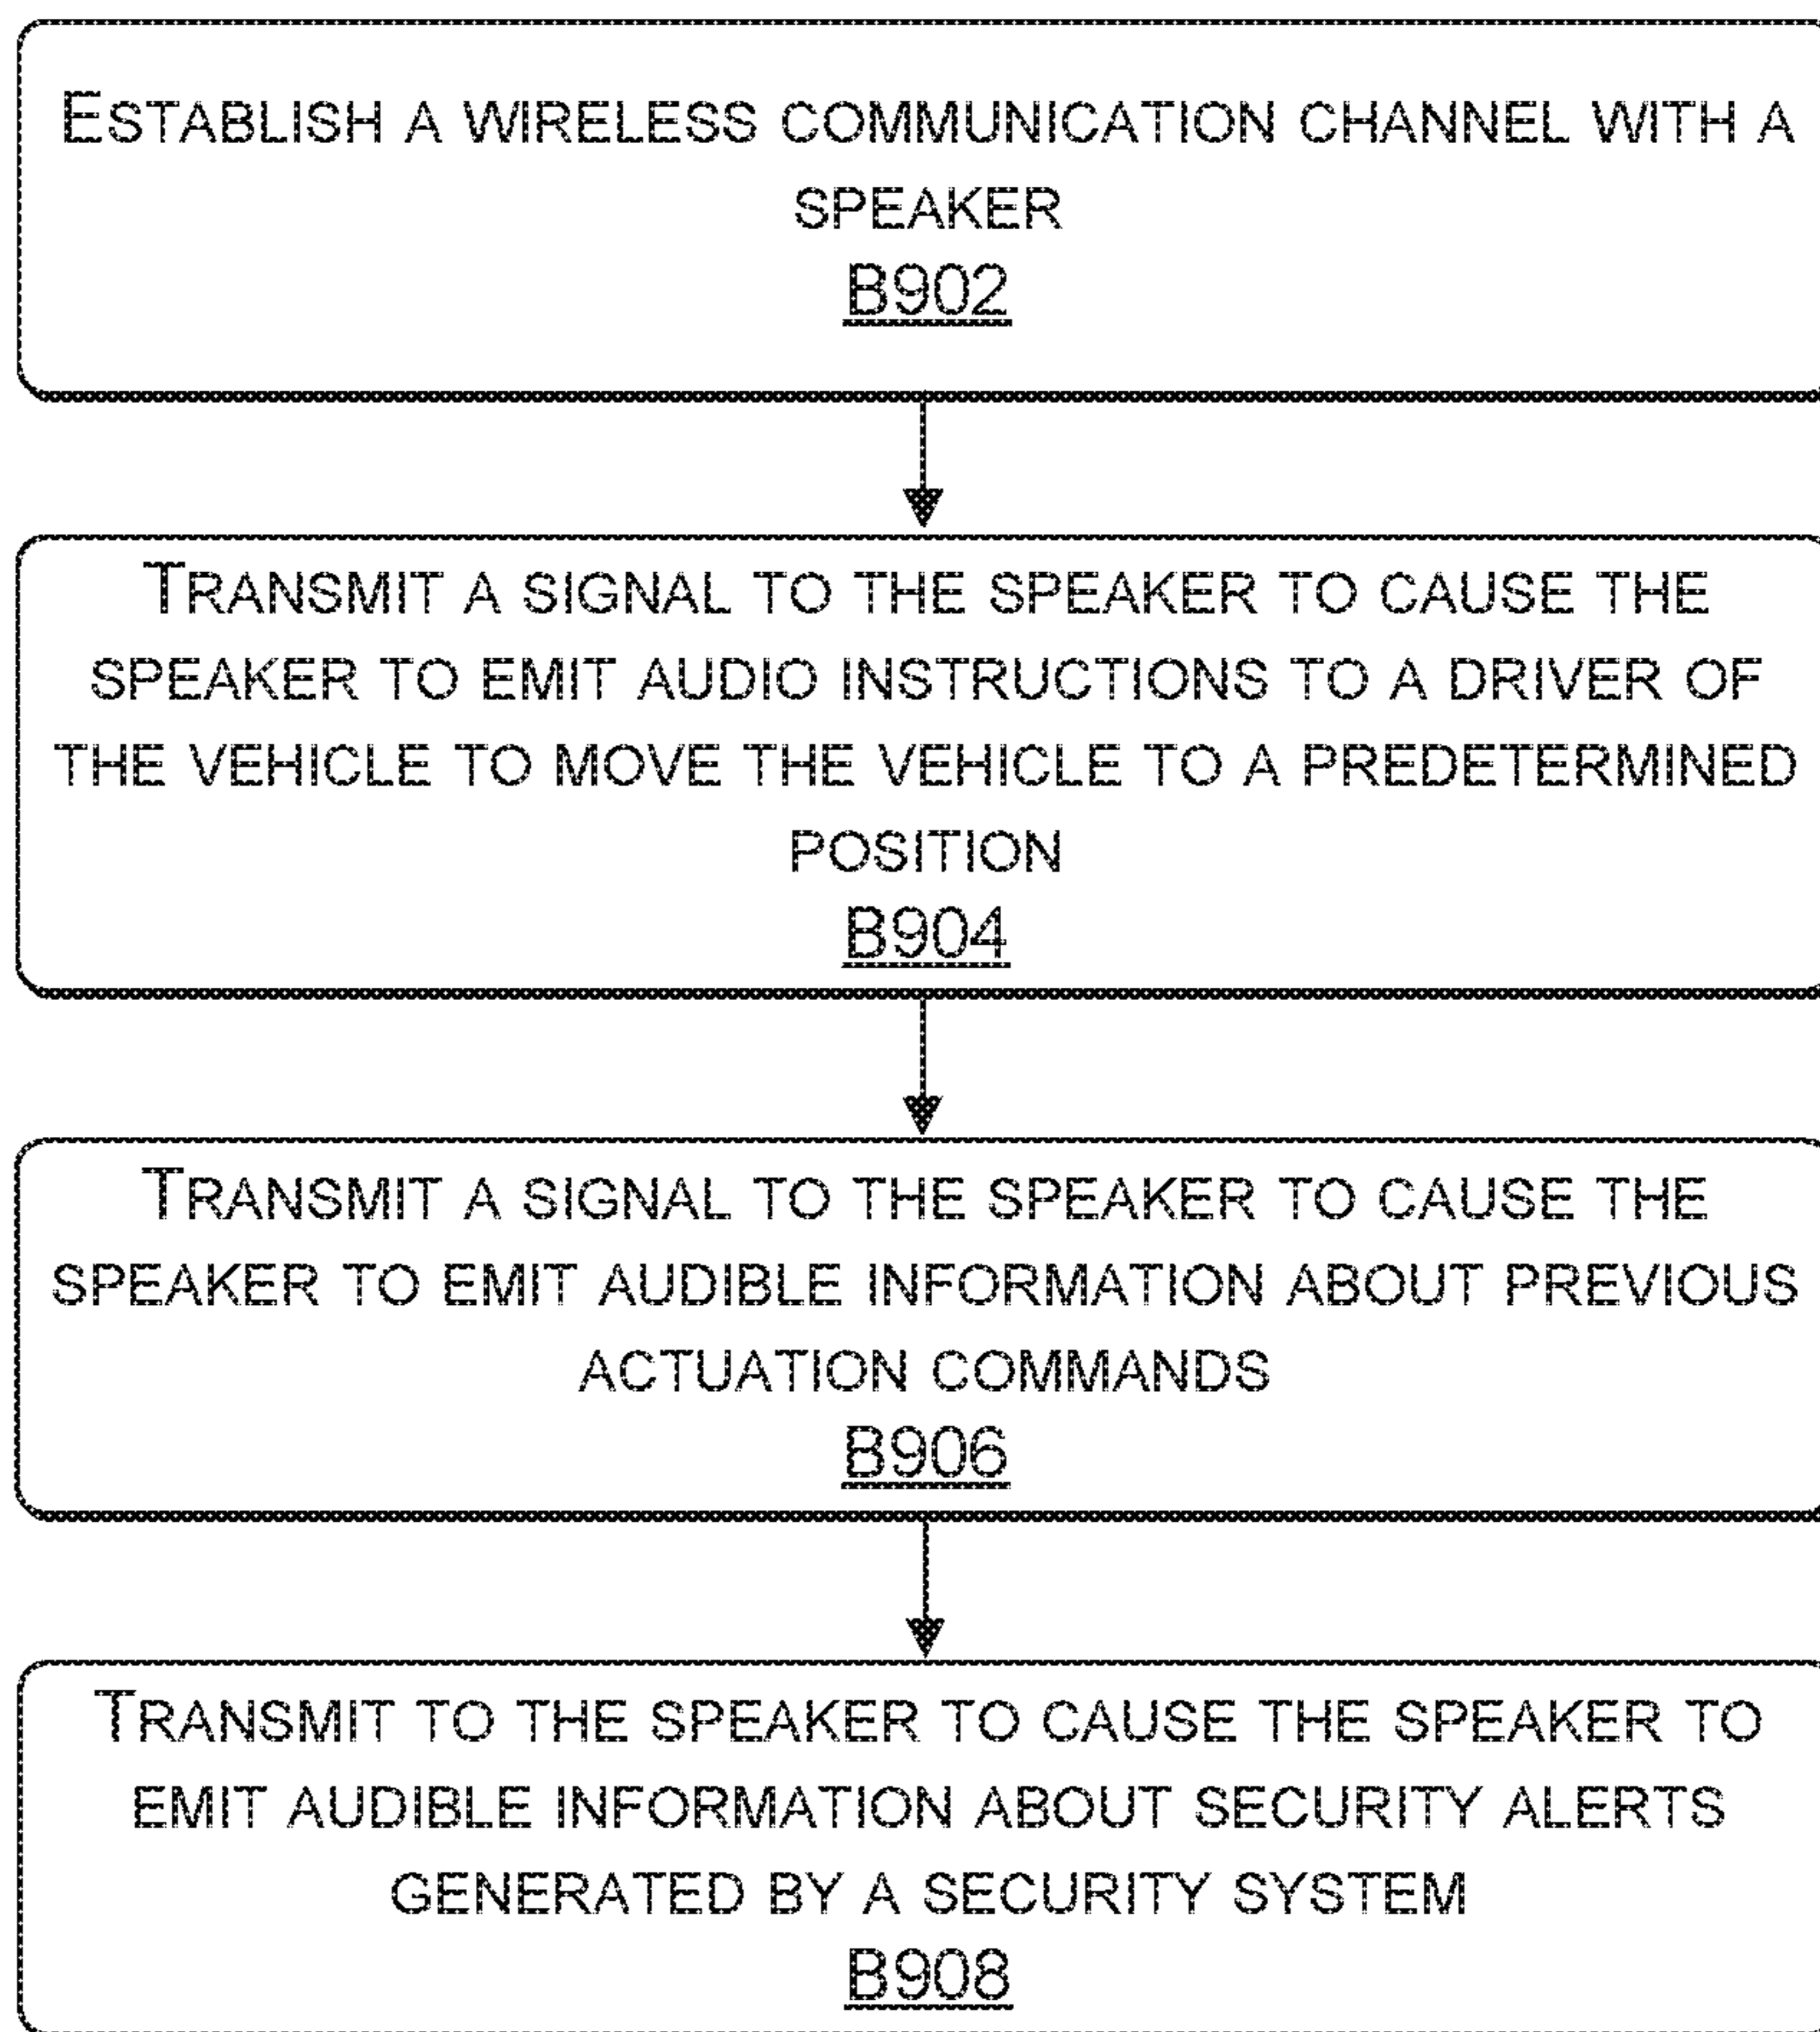 ESTABLISH A WIRELESS COMMUNICATION CHANNEL WITH A
SPEAKER
B902
TRANSMIT A SIGNAL TO THE SPEAKER TO CAUSE THE
SPEAKER TO EMIT AUDIO INSTRUCTIONS TO A DRIVER OF
THE VEHICLE TO MOVE THE VEHICLE TO A PREDETERMINED
POSITION
B904
TRANSMIT A SIGNAL TO THE SPEAKER TO CAUSE THE
SPEAKER TO EMIT AUDIBLE INFORMATION ABOUT PREVIOUS
ACTUATION COMMANDS
B906
TRANSMIT TO THE SPEAKER TO CAUSE THE SPEAKER TO
EMIT AUDIBLE INFORMATION ABOUT SECURITY ALERTS
GENERATED BY A SECURITY SYSTEM
B908